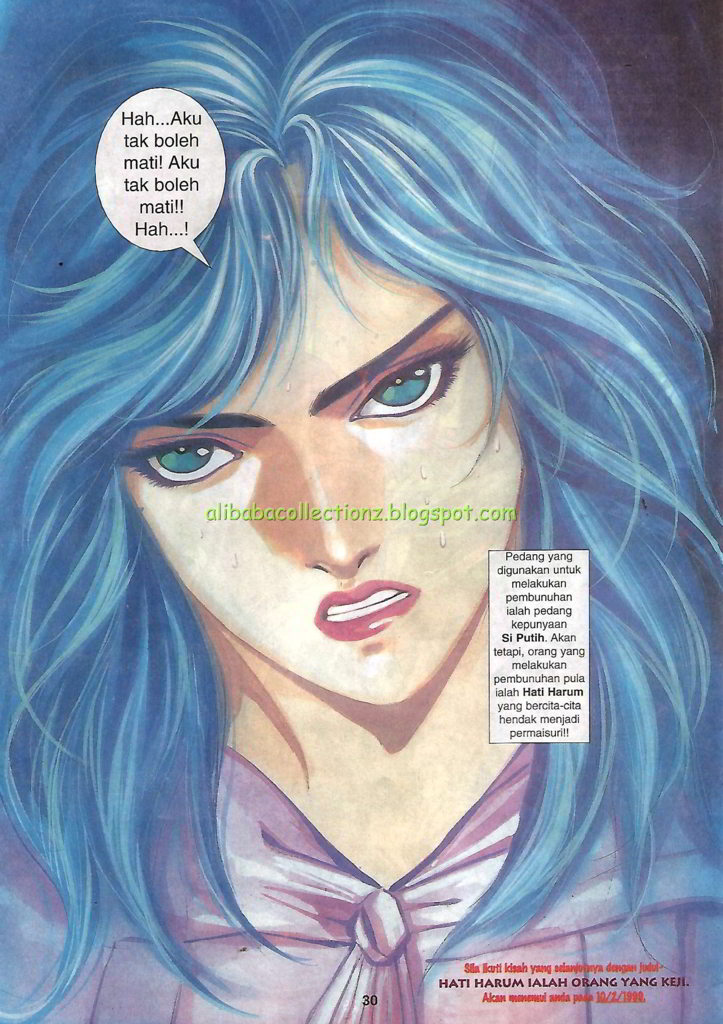 Hah...Aku
tak boleh
mati! Aku
tak boleh
mati!!
Hah...!
alibabacollectionz.blogspot.com
Pedang yang
digunakan untuk
melakukan
pembunuhan
ialah pedang
kepunyaan
Si Putih. Akan
tetapi, orang yang
melakukan
pembunuhan pula
ialah Hati Harum
yang bercita-cita
hendak menjadi
permaisuri!!
Sila ikuti kisah yang selanjutnya dengan judul-
HATI HARUM IALAH ORANG YANG KEJI.
Akan menemui anda pada 10/2/1999.
30